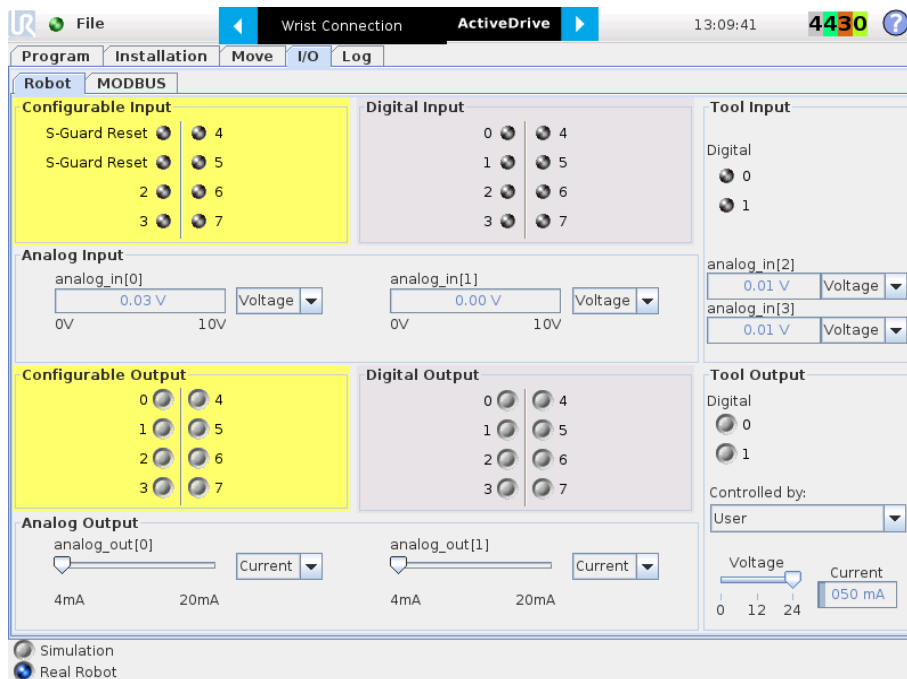 UR File Wrist Connection ActiveDrive 13:09:41 4430 ?
Program Installation Move I/O Log
Robot MODBUS
Configurable Input
S-Guard Reset 4
S-Guard Reset 5
2 6
3 7
Digital Input
0 4
1 5
2 6
3 7
Tool Input
Digital
0
1
analog_in[2]
0.01 V Voltage
analog_in[3]
0.01 V Voltage
Analog Input
analog_in[0]
0.03 V Voltage
0V 10V
analog_in[1]
0.00 V Voltage
0V 10V
Configurable Output
0 4
1 5
2 6
3 7
Digital Output
0 4
1 5
2 6
3 7
Tool Output
Digital
0
1
Controlled by:
User
Voltage
0 12 24
Current
050 mA
Analog Output
analog_out[0]
Current
4mA 20mA
analog_out[1]
Current
4mA 20mA
Simulation
Real Robot